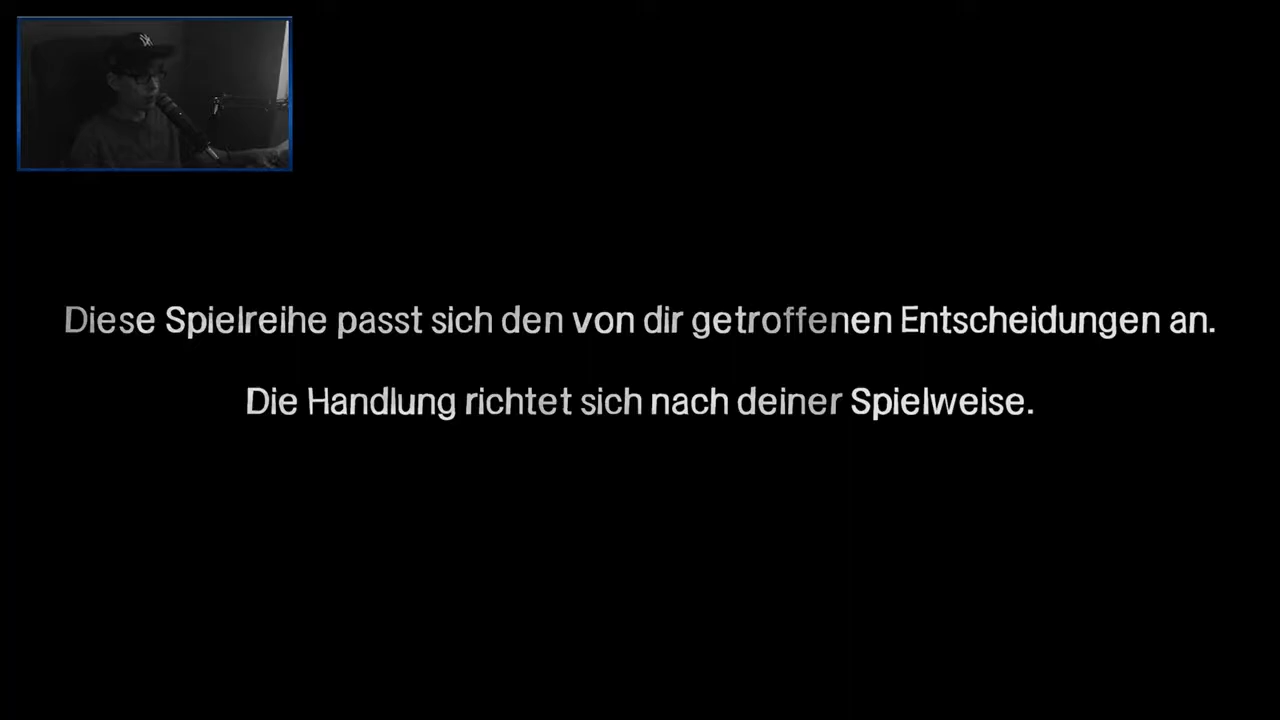 Diese Spielreihe passt sich den von dir getroffenen Entscheidungen an.
Die Handlung richtet sich nach deiner Spielweise.